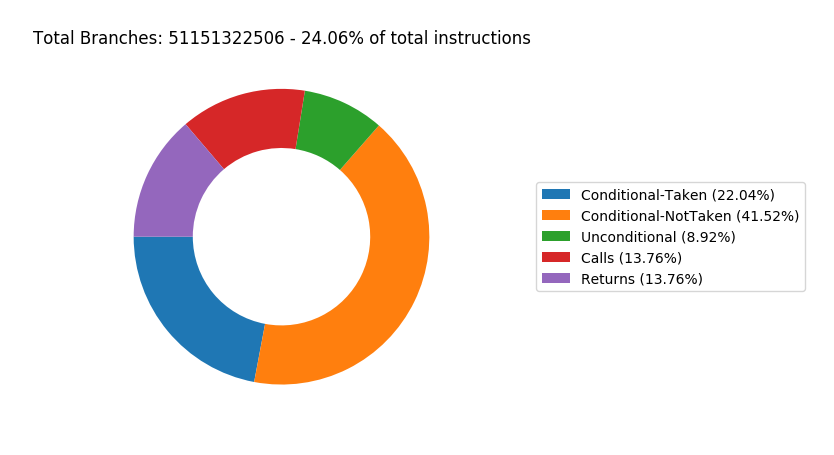 Total Branches: 51151322506 - 24.06% of total instructions
Conditional-Taken (22.04%)
Conditional-NotTaken (41.52%)
Unconditional (8.92%)
Calls (13.76%)
Returns (13.76%)